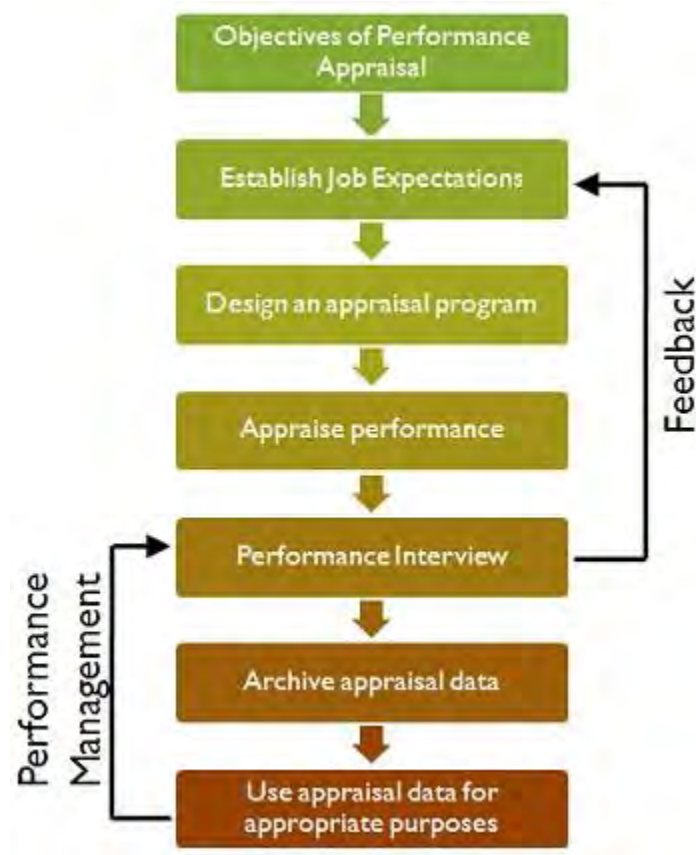 Objectives of Performance
Appraisal
Establish Job Expectations
Design an appraisal program
Appraise performance
Performance Interview
Archive appraisal data
Use appraisal data for
appropriate purposes
Feedback
Performance
Management